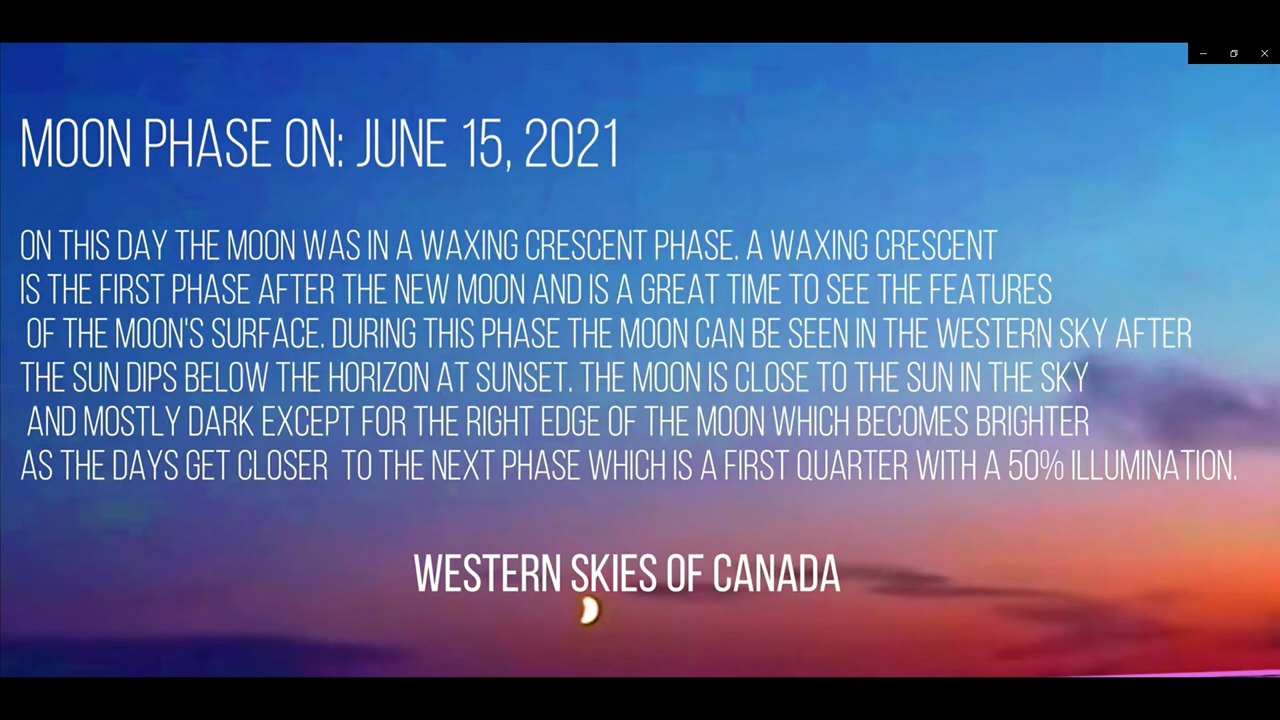 MOON PHASE ON: JUNE 15, 2021
ON THIS DAY THE MOON WAS IN A WAXING CRESCENT PHASE. A WAXING CRESCENT
IS THE FIRST PHASE AFTER THE NEW MOON AND IS A GREAT TIME TO SEE THE FEATURES
OF THE MOON'S SURFACE. DURING THIS PHASE THE MOON CAN BE SEEN IN THE WESTERN SKY AFTER
THE SUN DIPS BELOW THE HORIZON AT SUNSET. THE MOON IS CLOSE TO THE SUN IN THE SKY
AND MOSTLY DARK EXCEPT FOR THE RIGHT EDGE OF THE MOON WHICH BECOMES BRIGHTER
AS THE DAYS GET CLOSER TO THE NEXT PHASE WHICH IS A FIRST QUARTER WITH A 50% ILLUMINATION.
WESTERN SKIES OF CANADA